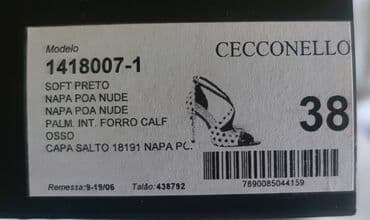 Modelo
CECCONELLO
1418007-1
SOFT PRETO
NAPA POA NUDE
NAPA POA NUDE
PALM. INT. FORRO CALF
OSSO
CAPA SALTO 18191 NAPA PO
38
Remessa:9-19/06
Talão: 438792
7890085044159